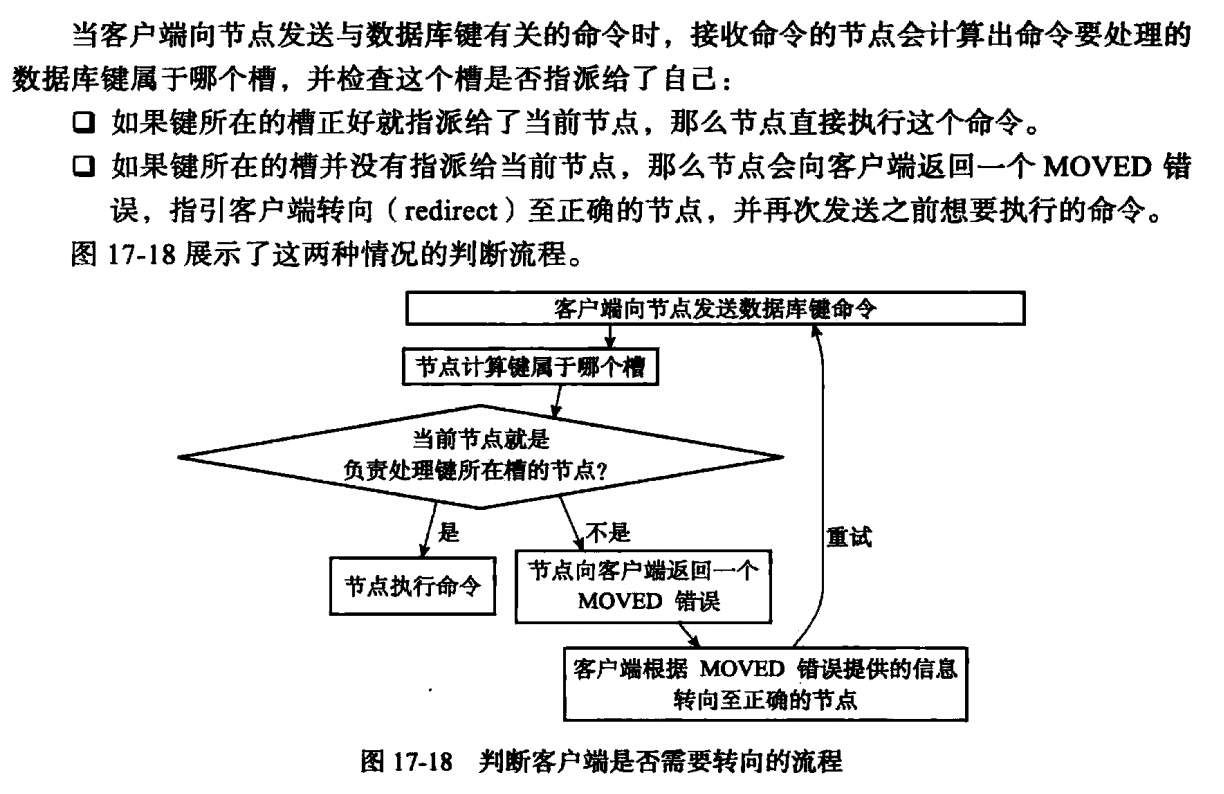 当客户端向节点发送与数据库键有关的命令时，接收命令的节点会计算出命令要处理的
数据库键属于哪个槽，并检查这个槽是否指派给了自己：
❑ 如果键所在的槽正好就指派给了当前节点，那么节点直接执行这个命令。
❑ 如果键所在的槽并没有指派给当前节点，那么节点会向客户端返回一个 MOVED 错
误，指引客户端转向（redirect）至正确的节点，并再次发送之前想要执行的命令。
图 17-18 展示了这两种情况的判断流程。
客户端向节点发送数据库键命令
节点计算键属于哪个槽
当前节点就是
负责处理键所在槽的节点?
是
不是
重试
节点执行命令
节点向客户端返回一个
MOVED 错误
客户端根据 MOVED 错误提供的信息
转向至正确的节点
图 17-18 判断客户端是否需要转向的流程